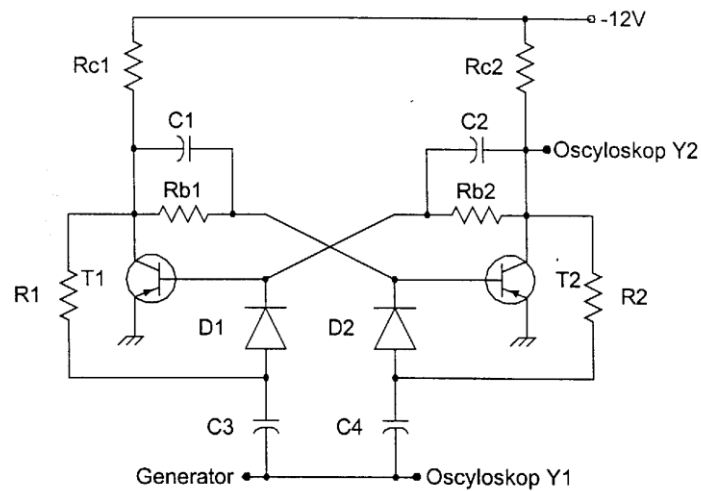 -12V
Rc1
Rc2
C1
C2
Oscyloskop Y2
Rb1
Rb2
R1
T1
T2
R2
D1
D2
C3
C4
Generator
Oscyloskop Y1